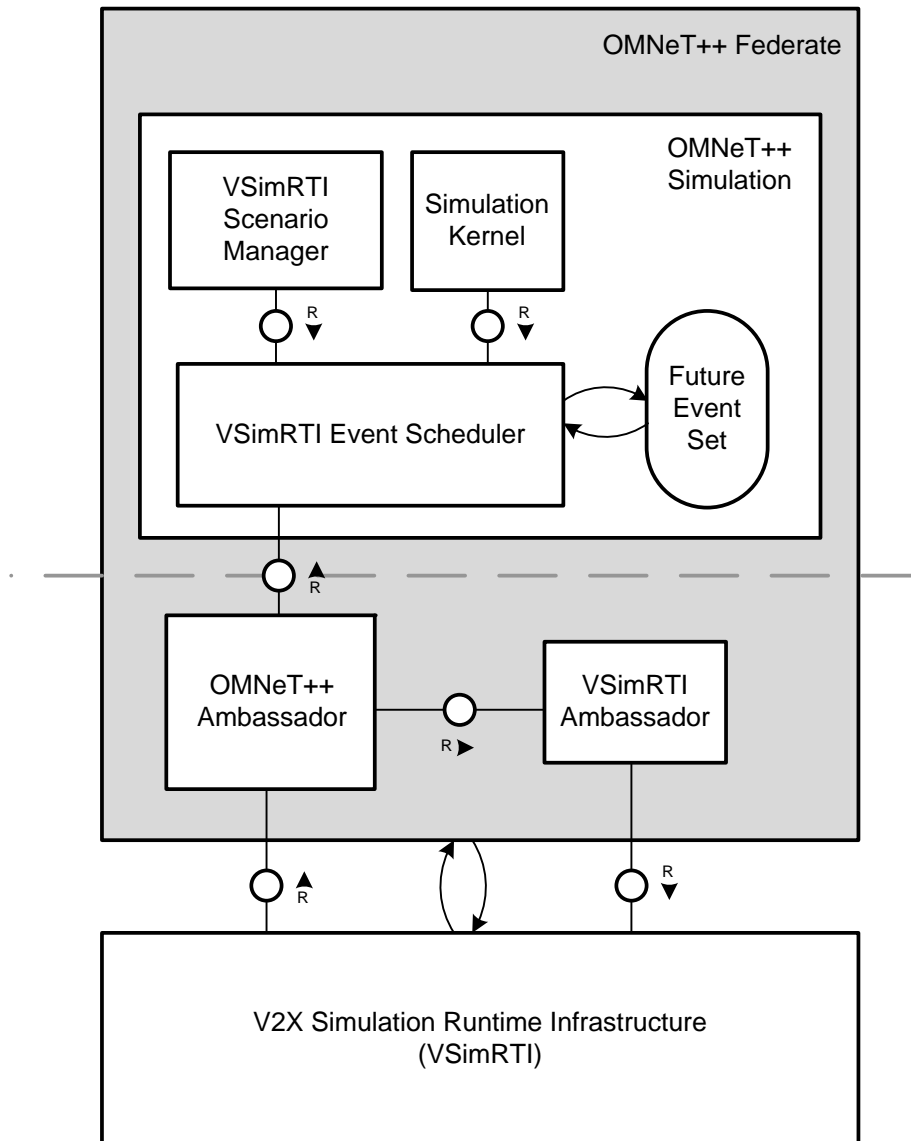 OMNeT++ Federate
OMNeT++
Simulation
VSimRTI
Scenario
Manager
Simulation
Kernel
R
R
Future
Event
Set
VSimRTI Event Scheduler
R
OMNeT++
Ambassador
VSimRTI
Ambassador
R
R
R
V2X Simulation Runtime Infrastructure
(VSimRTI)